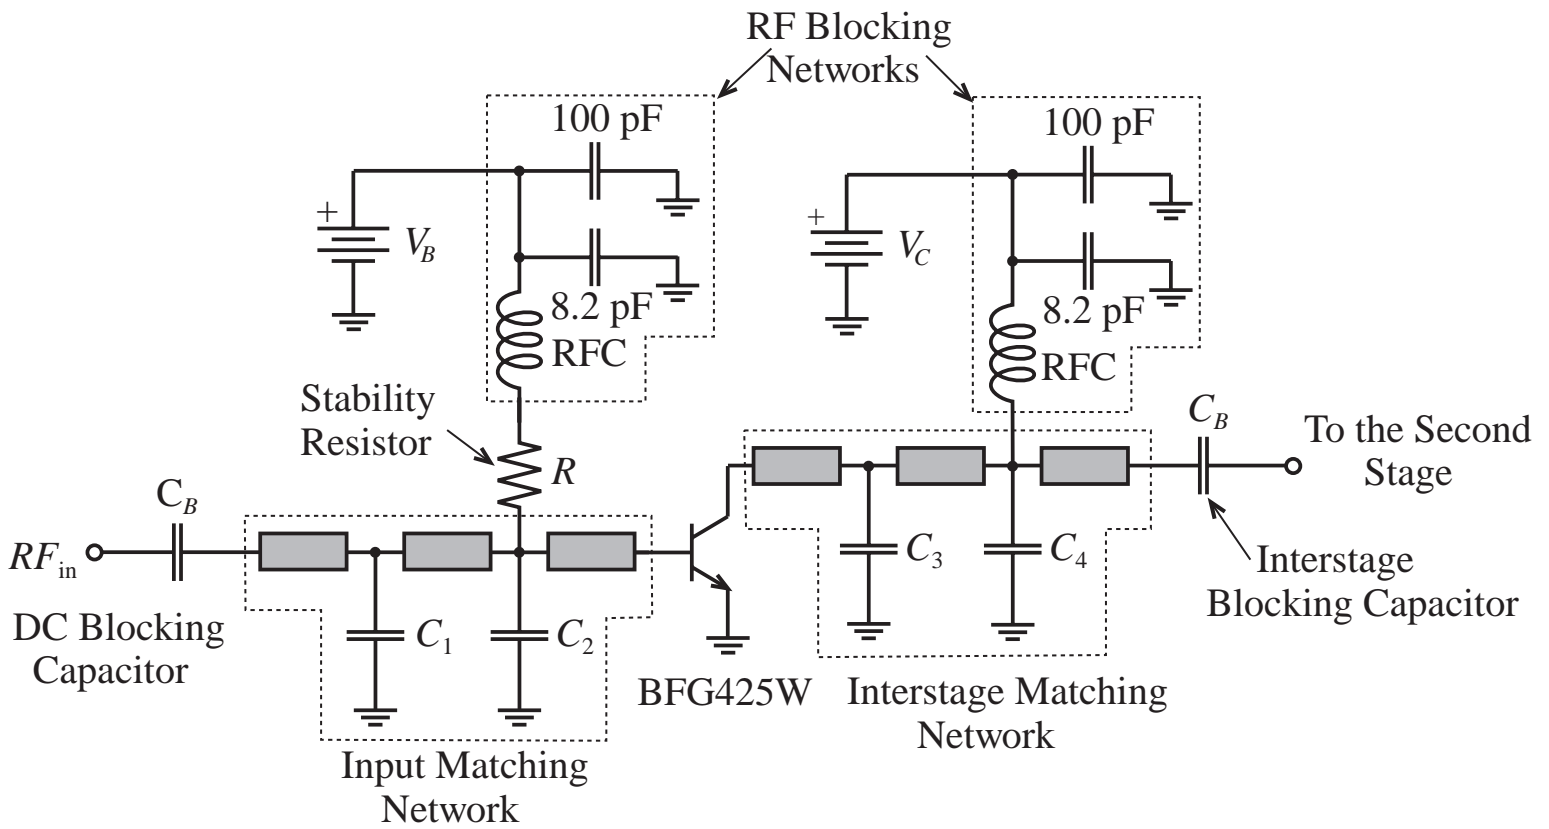 RF Blocking
Networks
100 pF
100 pF
+
V_B
+
V_C
8.2 pF
RFC
8.2 pF
RFC
Stability
Resistor
R
C_B
To the Second
Stage
C_B
RF_in
C_3
C_4
Interstage
Blocking Capacitor
DC Blocking
Capacitor
C_1
C_2
BFG425W
Interstage Matching
Network
Input Matching
Network